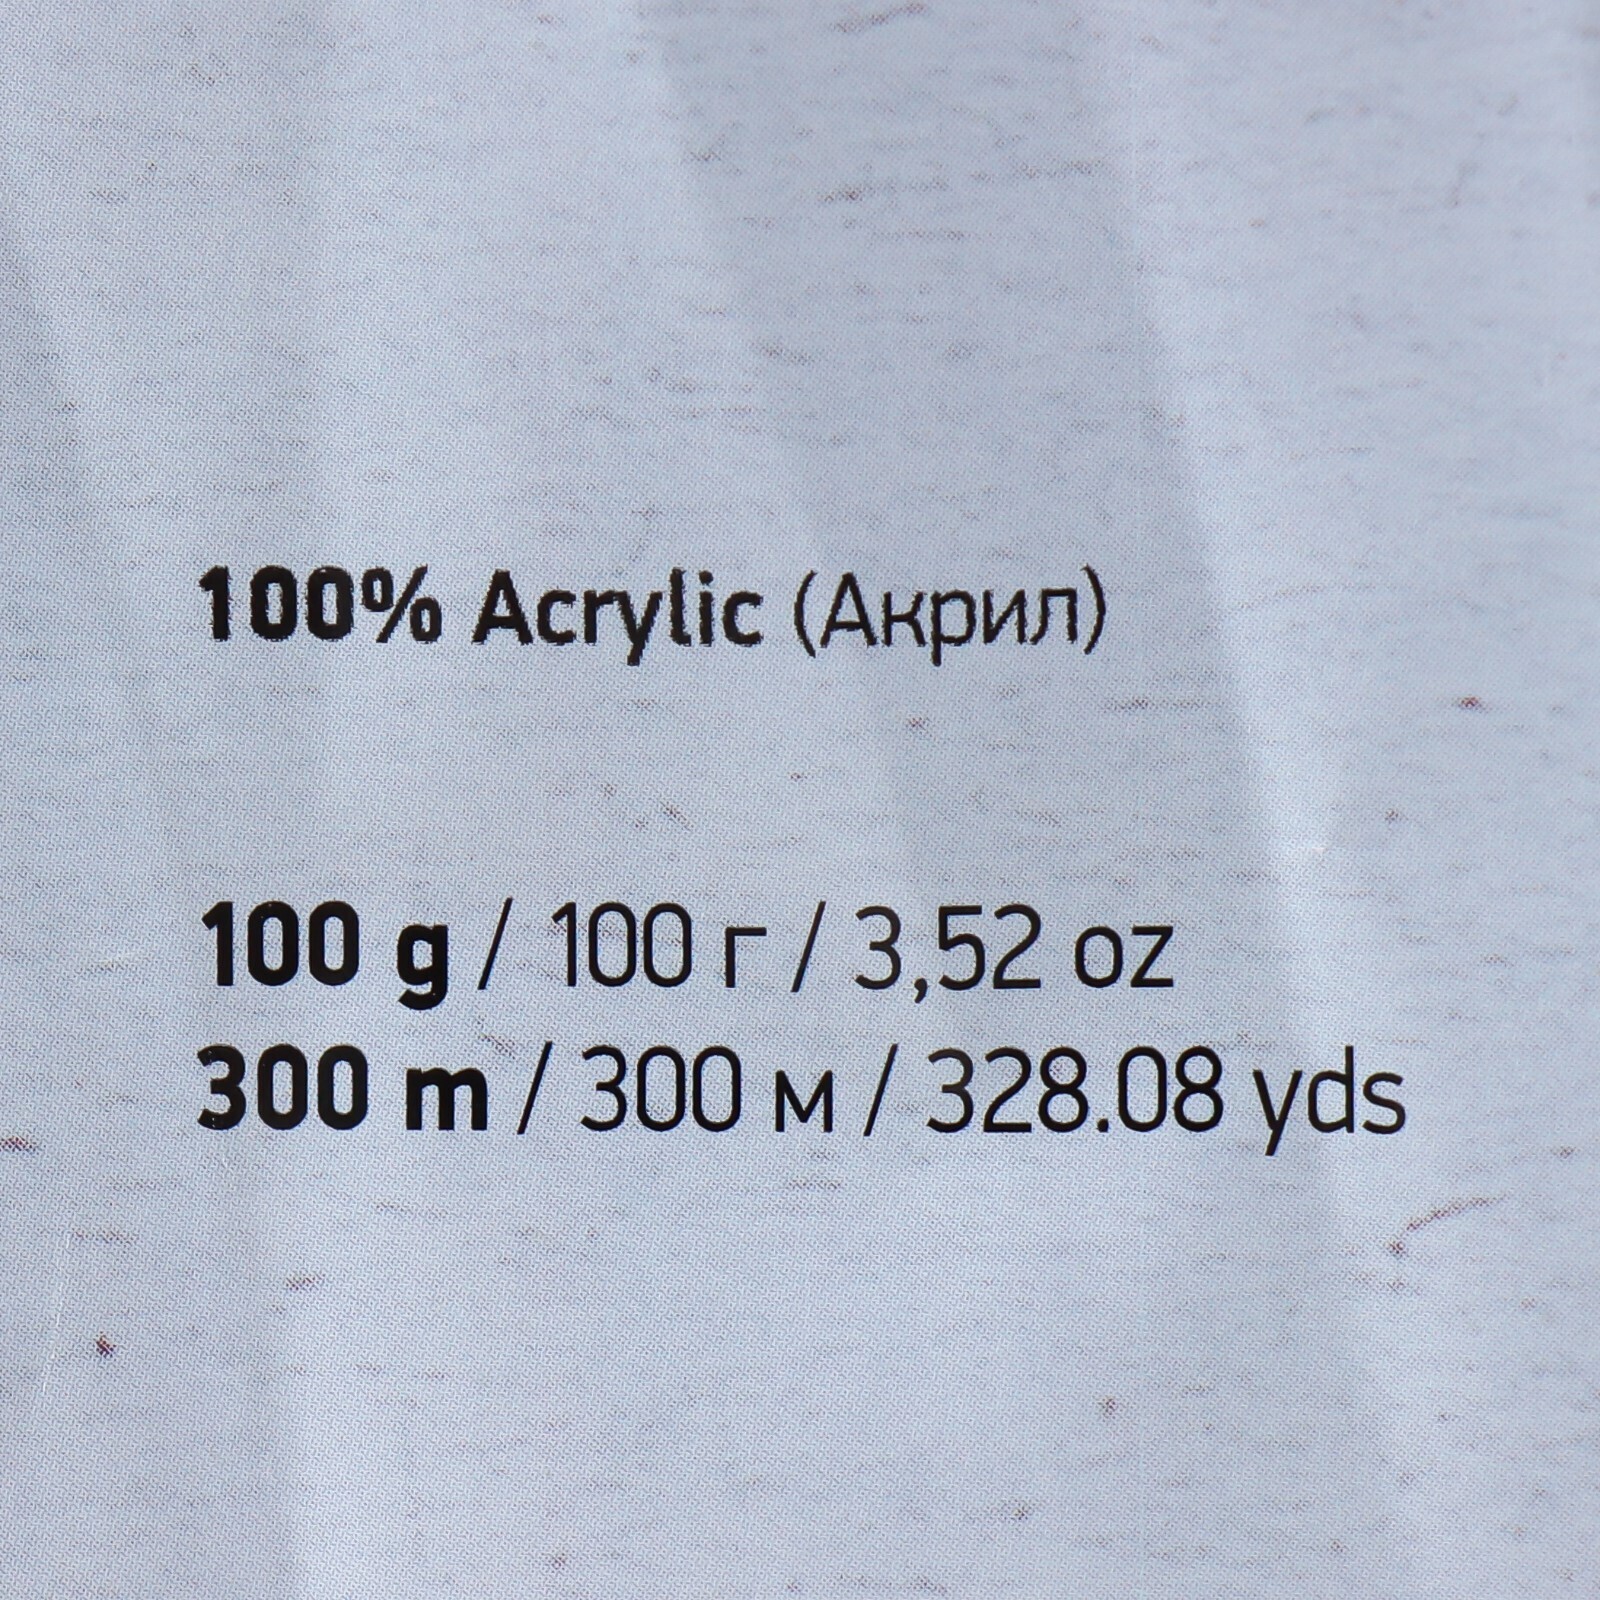 100% Acrylic (Акрил)
100 g / 100 г / 3,52 oz
300 m / 300 м / 328.08 yds